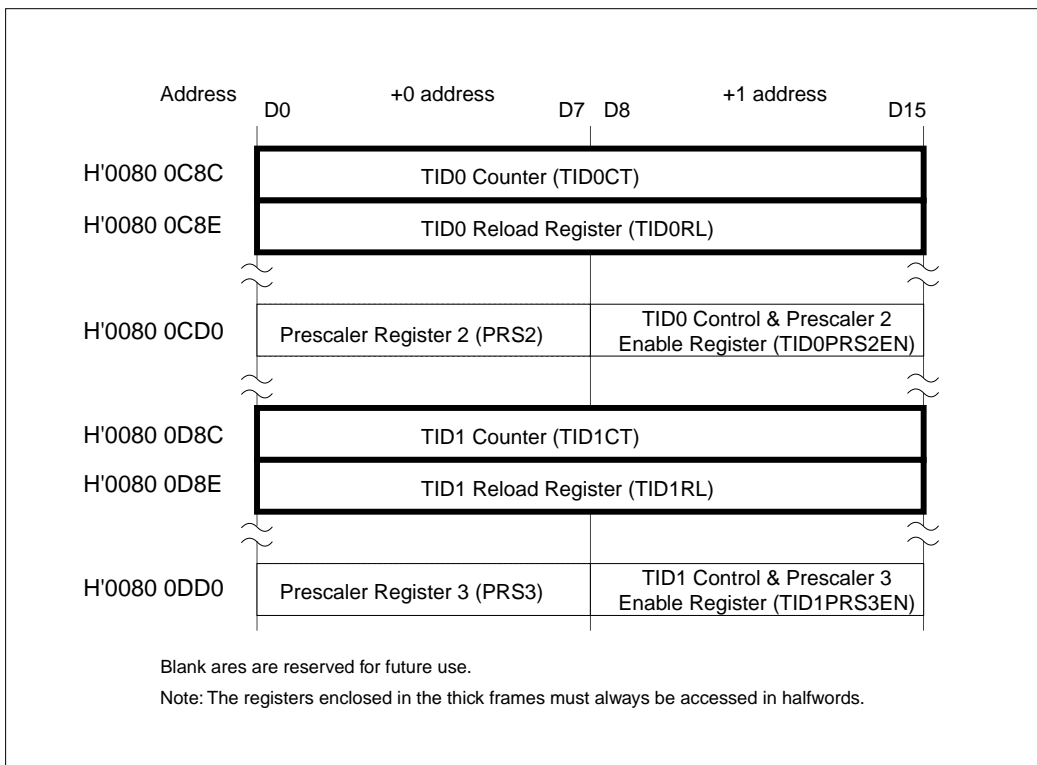 Address +0 address +1 address
D0 D7 D8 D15
H'0080 0C8C TID0 Counter (TID0CT)
H'0080 0C8E TID0 Reload Register (TID0RL)
H'0080 0CD0 Prescaler Register 2 (PRS2) TID0 Control & Prescaler 2
Enable Register (TID0PRS2EN)
H'0080 0D8C TID1 Counter (TID1CT)
H'0080 0D8E TID1 Reload Register (TID1RL)
H'0080 0DD0 Prescaler Register 3 (PRS3) TID1 Control & Prescaler 3
Enable Register (TID1PRS3EN)
Blank ares are reserved for future use.
Note: The registers enclosed in the thick frames must always be accessed in halfwords.